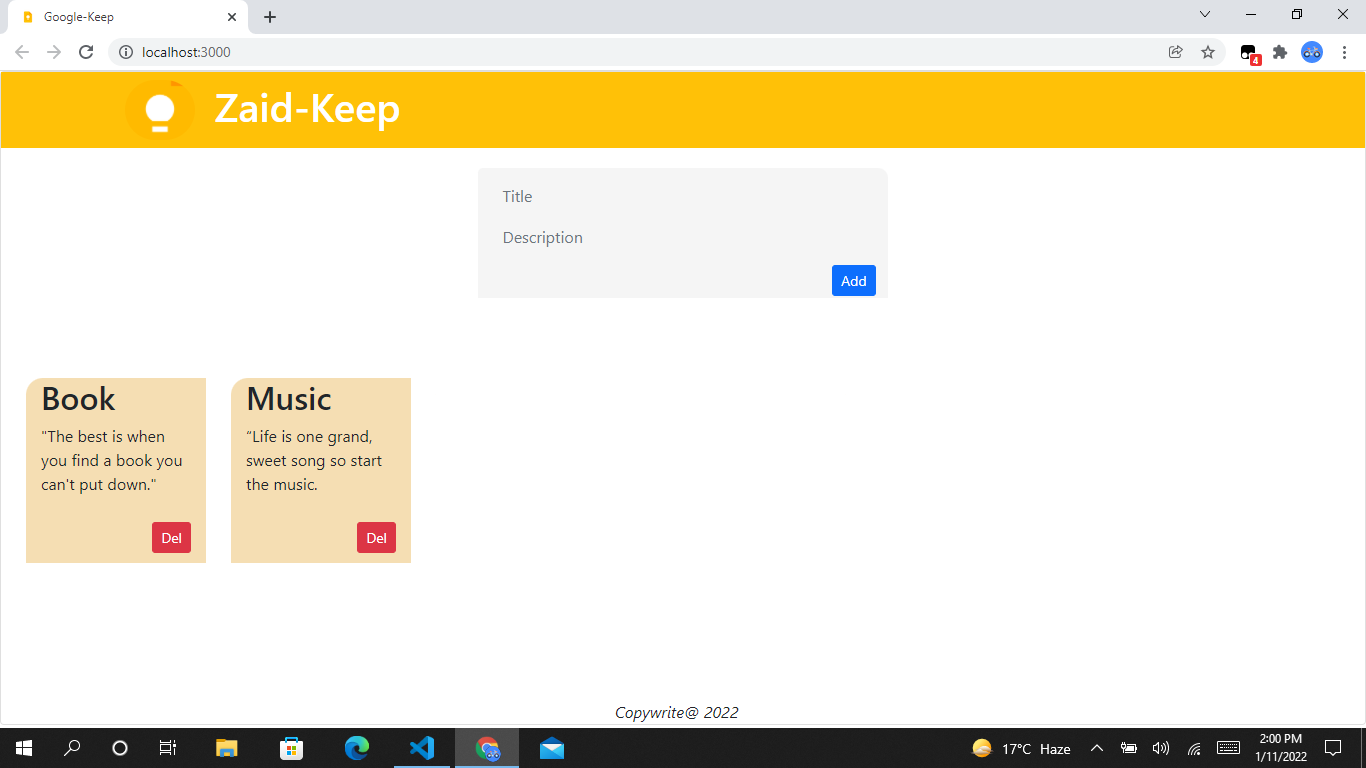 Google-Keep
localhost:3000
4
Zaid-Keep
Title
Description
Add
Book
"The best is when
you find a book you
can't put down."
Del
Music
“Life is one grand,
sweet song so start
the music.
Del
Copywrite@ 2022
17°C Haze
2:00 PM
1/11/2022